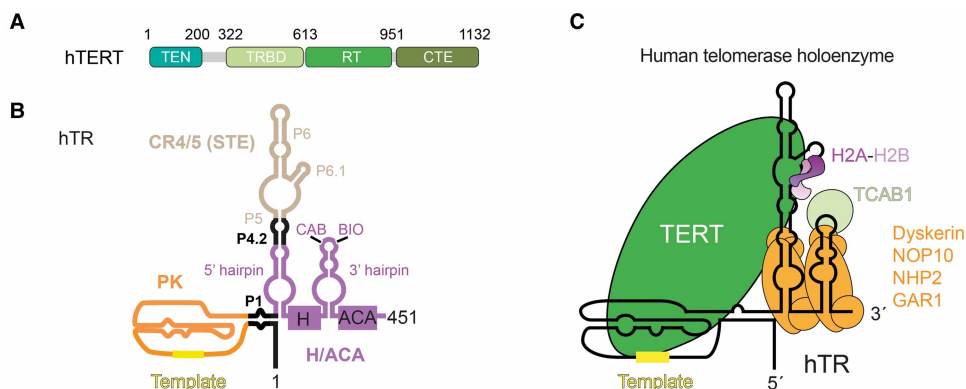 A
1 200 322 613 951 1132
hTERT TEN TRBD RT CTE
B
hTR
CR4/5 (STE)
P6
P6.1
P5
P4.2
CAB BIO
5′ hairpin
3′ hairpin
PK
P1
H
ACA
451
H/ACA
Template
1
C
Human telomerase holoenzyme
H2A-H2B
TCAB1
TERT
Dyskerin
NOP10
NHP2
GAR1
3´
hTR
Template
5´